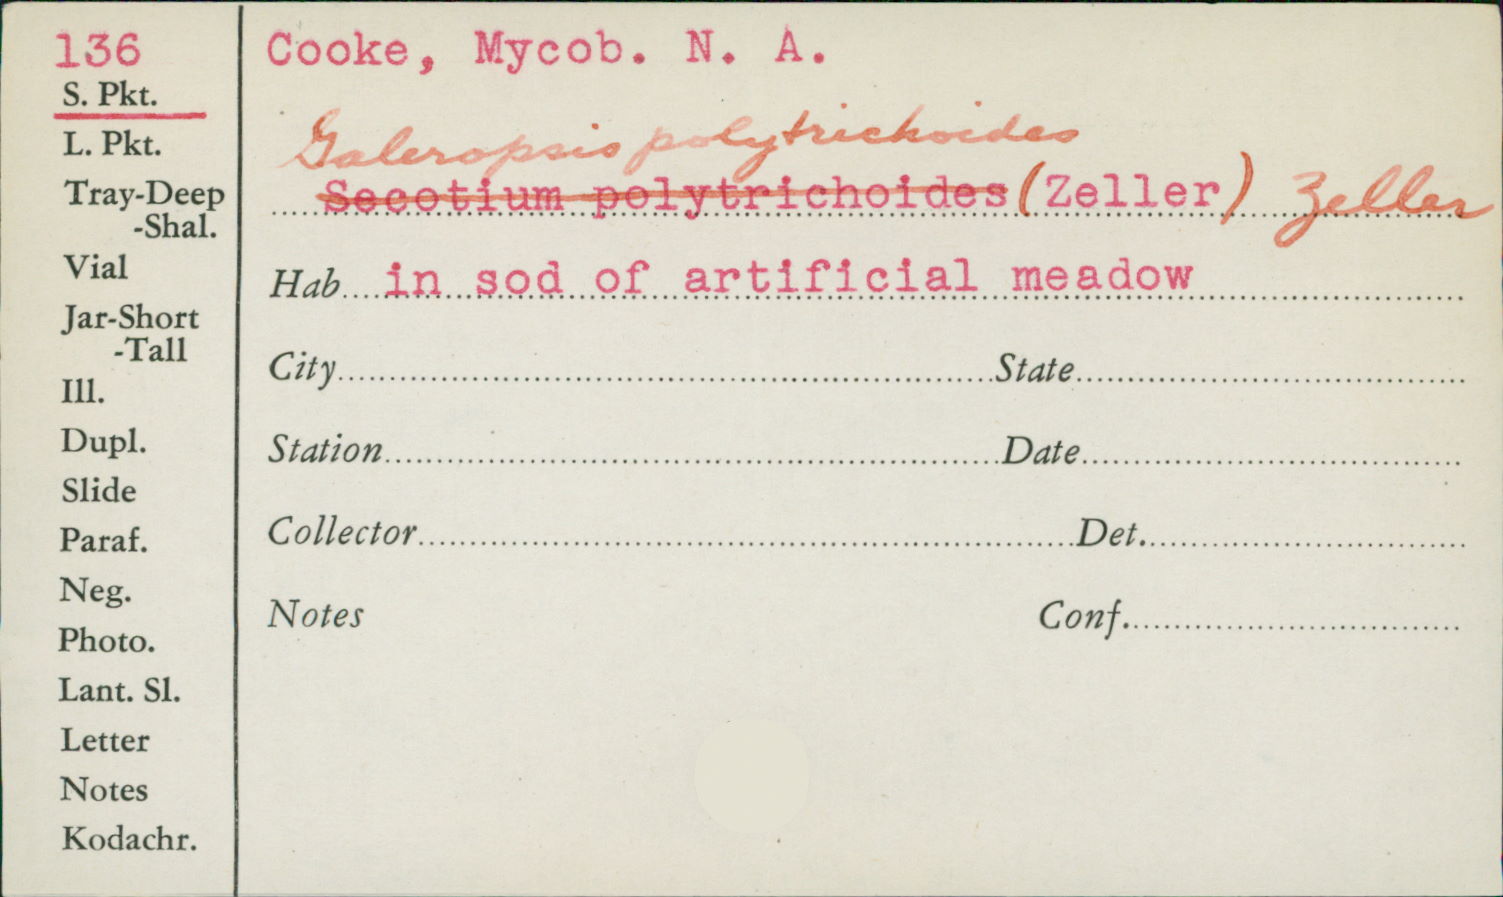 136
S. Pkt.
L. Pkt.
Tray-Deep
-Shal.
Vial
Jar-Short
-Tall
Ill.
Dupl.
Slide
Paraf.
Neg.
Photo.
Lant. Sl.
Letter
Notes
Kodachr.
Cooke, Mycob. N. A.
Galeropsis polytrichoides
Secotium polytrichoides (Zeller) Zeller
Hab in sod of artificial meadow
City State
Station Date
Collector Det.
Notes Conf.